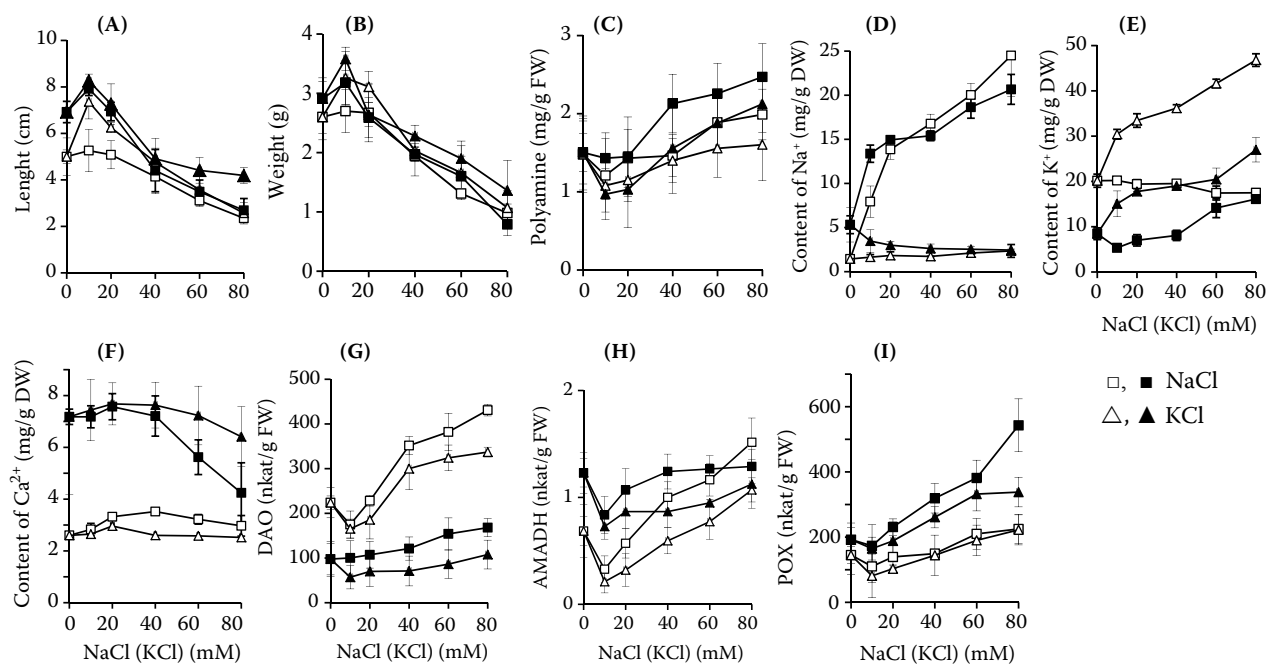 (A)
Lenght (cm)
10
8
6
4
2
0
0 20 40 60 80
(B)
Weight (g)
4
3
2
1
0
0 20 40 60 80
(C)
Polyamine (mg/g FW)
3
2
1
0
0 20 40 60 80
(D)
Content of Na⁺ (mg/g DW)
25
20
15
10
5
0
0 20 40 60 80
(E)
Content of K⁺ (mg/g DW)
50
40
30
20
10
0
0 20 40 60 80
NaCl (KCl) (mM)
(F)
Content of Ca²⁺ (mg/g DW)
8
6
4
2
0
0 20 40 60 80
NaCl (KCl) (mM)
(G)
DAO (nkat/g FW)
500
400
300
200
100
0
0 20 40 60 80
NaCl (KCl) (mM)
(H)
AMADH (nkat/g FW)
2
1
0
0 20 40 60 80
NaCl (KCl) (mM)
(I)
POX (nkat/g FW)
600
400
200
0
0 20 40 60 80
NaCl (KCl) (mM)
□, ■ NaCl
△, ▲ KCl